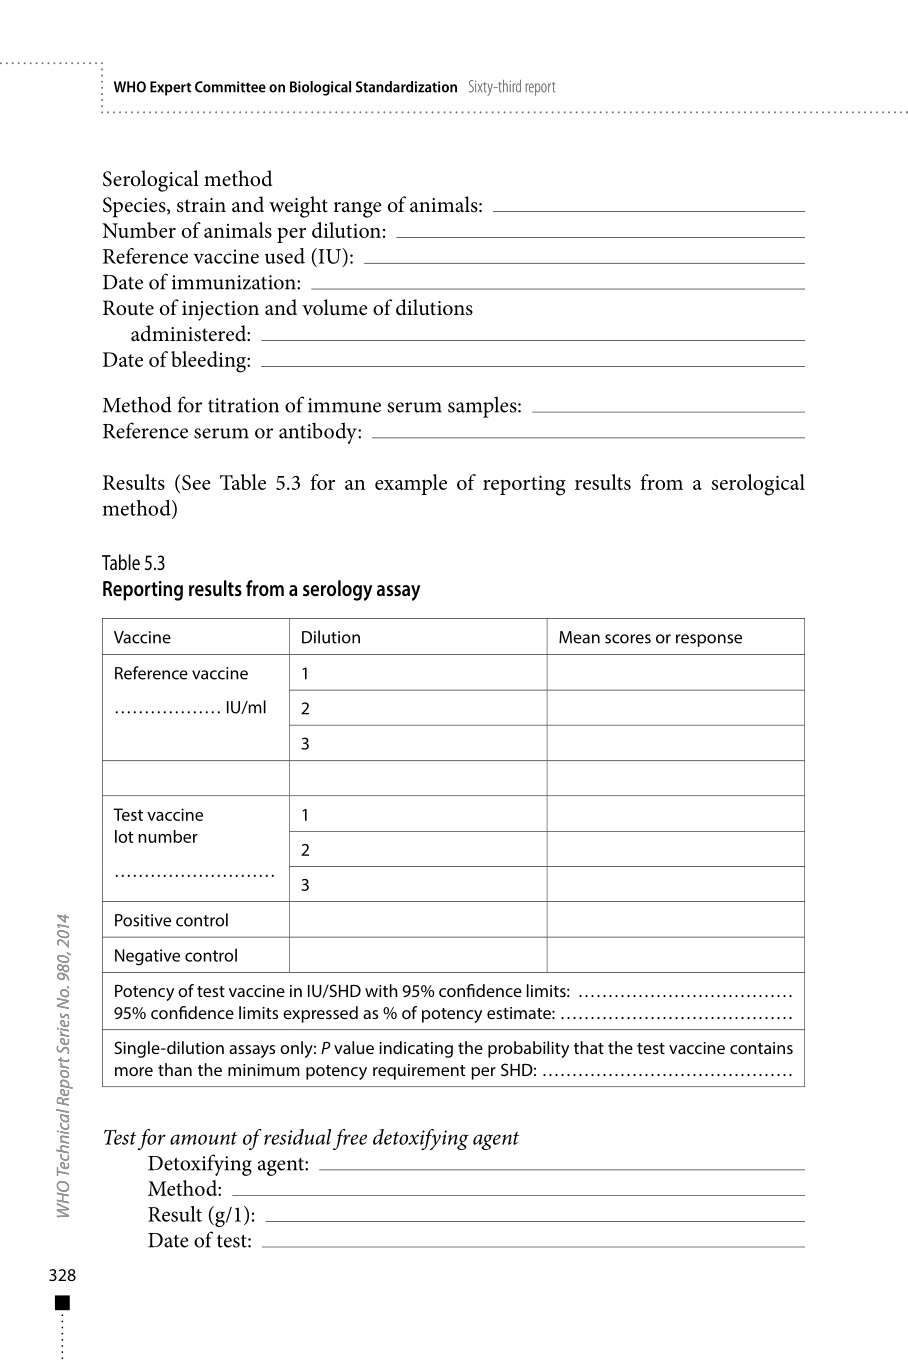 WHO Expert Committee on Biological Standardization Sixty-third report
Serological method
Species, strain and weight range of animals:
Number of animals per dilution:
Reference vaccine used (IU):
Date of immunization:
Route of injection and volume of dilutions
administered:
Date of bleeding:
Method for titration of immune serum samples:
Reference serum or antibody:
Results (See Table 5.3 for an example of reporting results from a serological
method)
Table 5.3
Reporting results from a serology assay
Vaccine Dilution Mean scores or response
Reference vaccine 1
.................. IU/ml 2
3
Test vaccine 1
lot number
2
...........................
3
Positive control
Negative control
Potency of test vaccine in IU/SHD with 95% confidence limits: ....................................
95% confidence limits expressed as % of potency estimate: .......................................
Single-dilution assays only: P value indicating the probability that the test vaccine contains
more than the minimum potency requirement per SHD: ..........................................
Test for amount of residual free detoxifying agent
Detoxifying agent:
Method:
Result (g/1):
Date of test:
WHO Technical Report Series No. 980, 2014
328